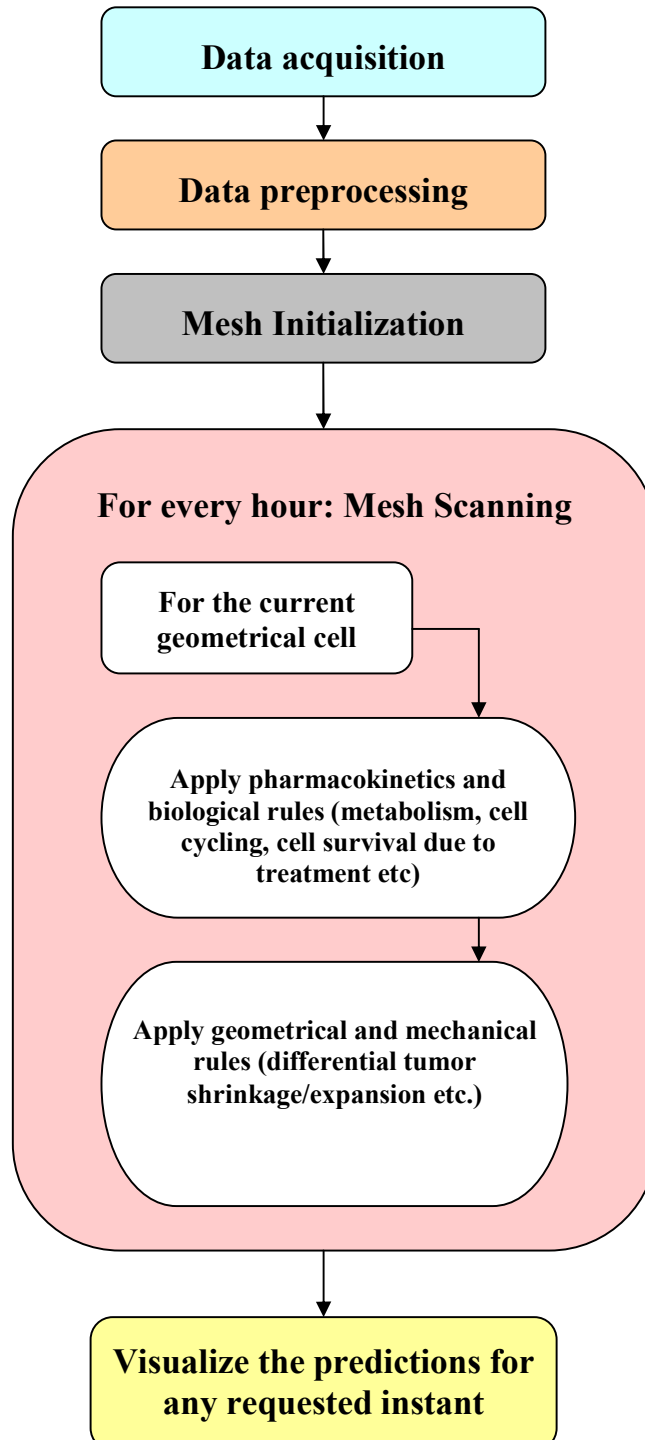 Data acquisition
Data preprocessing
Mesh Initialization
For every hour: Mesh Scanning
For the current
geometrical cell
Apply pharmacokinetics and
biological rules (metabolism, cell
cycling, cell survival due to
treatment etc)
Apply geometrical and mechanical
rules (differential tumor
shrinkage/expansion etc.)
Visualize the predictions for
any requested instant